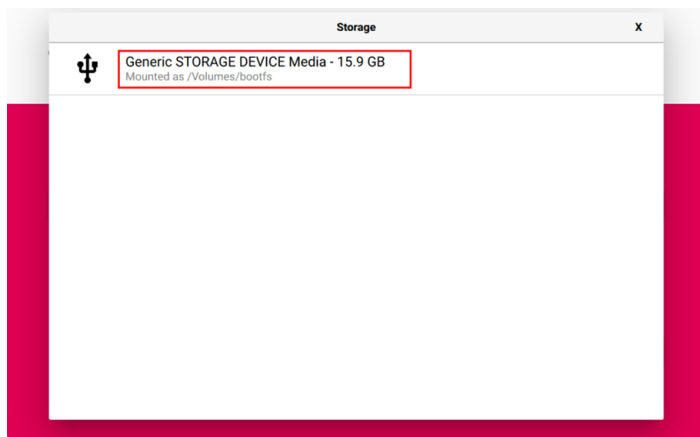 Storage
X
Generic STORAGE DEVICE Media - 15.9 GB
Mounted as /Volumes/bootfs